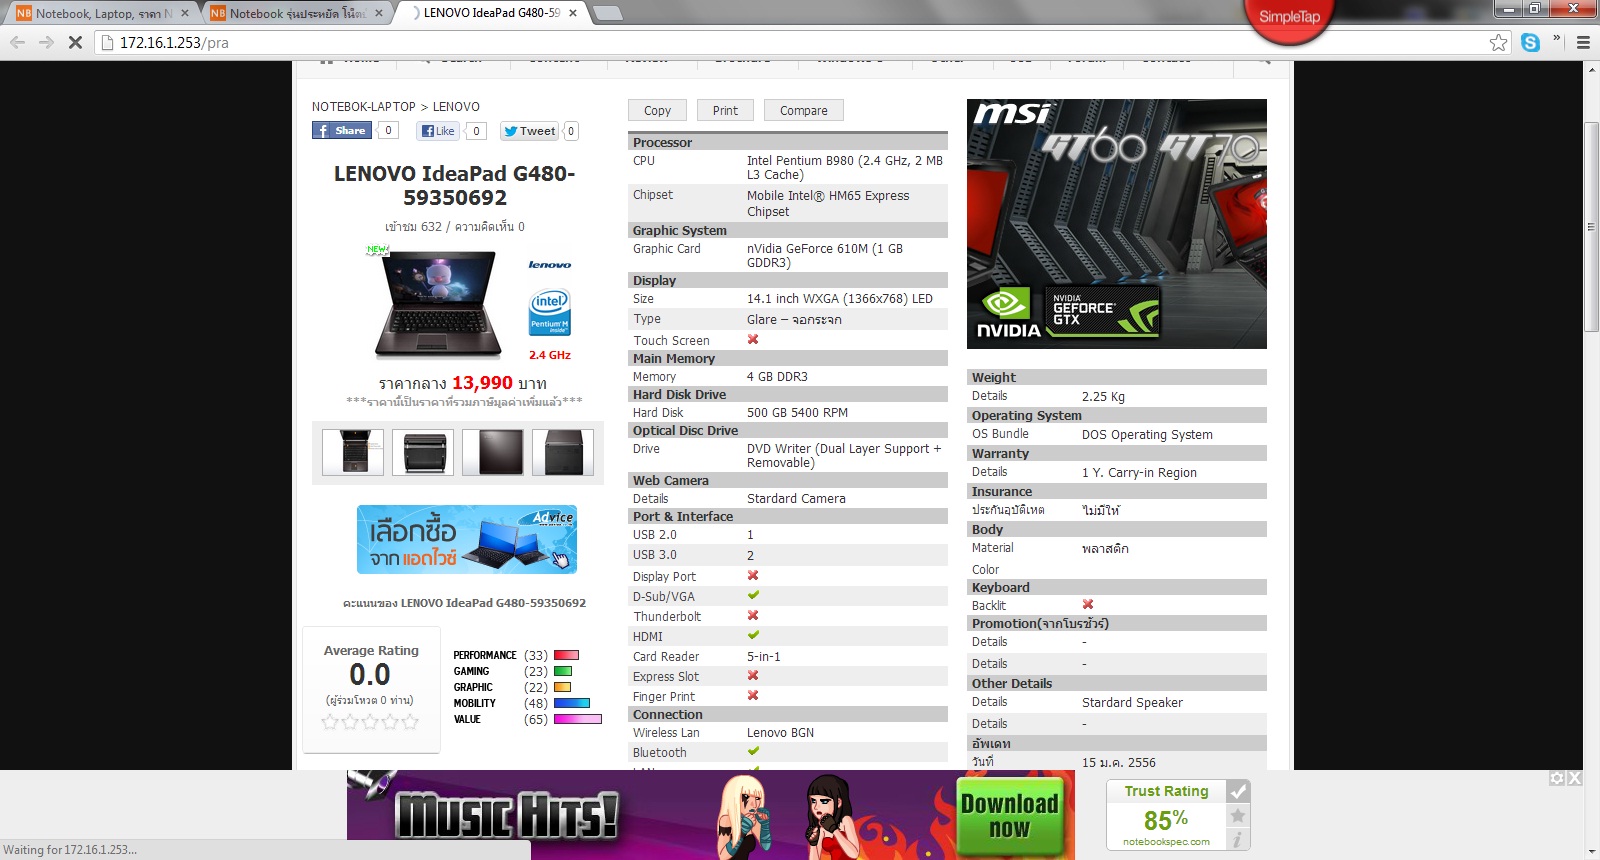 Notebook, Laptop, ราคา N
Notebook รุ่นประหยัด โน๊ตบ
LENOVO IdeaPad G480-59
SimpleTap
172.16.1.253/pra
NOTEBOK-LAPTOP > LENOVO
Share 0 Like 0 Tweet 0
LENOVO IdeaPad G480-
59350692
เข้าชม 632 / ความคิดเห็น 0
NEW
lenovo
intel
Pentium M
inside
2.4 GHz
ราคากลาง 13,990 บาท
***ราคานี้เป็นราคาที่รวมภาษีมูลค่าเพิ่มแล้ว***
Advice
เลือกซื้อ
จาก แอดไวซ์
คะแนนของ LENOVO IdeaPad G480-59350692
Average Rating
0.0
(ผู้ร่วมโหวต 0 ท่าน)
PERFORMANCE (33)
GAMING (23)
GRAPHIC (22)
MOBILITY (48)
VALUE (65)
Copy Print Compare
Processor
CPU Intel Pentium B980 (2.4 GHz, 2 MB
L3 Cache)
Chipset Mobile Intel® HM65 Express
Chipset
Graphic System
Graphic Card nVidia GeForce 610M (1 GB
GDDR3)
Display
Size 14.1 inch WXGA (1366x768) LED
Type Glare – จอกระจก
Touch Screen
Main Memory
Memory 4 GB DDR3
Hard Disk Drive
Hard Disk 500 GB 5400 RPM
Optical Disc Drive
Drive DVD Writer (Dual Layer Support +
Removable)
Web Camera
Details Stardard Camera
Port & Interface
USB 2.0 1
USB 3.0 2
Display Port
D-Sub/VGA
Thunderbolt
HDMI
Card Reader 5-in-1
Express Slot
Finger Print
Connection
Wireless Lan Lenovo BGN
Bluetooth
msi
GT60 GT70
NVIDIA
NVIDIA
GEFORCE
GTX
Weight
Details 2.25 Kg
Operating System
OS Bundle DOS Operating System
Warranty
Details 1 Y. Carry-in Region
Insurance
ประกันอุบัติเหตุ ไม่มีให้
Body
Material พลาสติก
Color
Keyboard
Backlit
Promotion(จากโบรชัวร์)
Details -
Details -
Other Details
Details Stardard Speaker
Details -
อัพเดท
วันที่ 15 ม.ค. 2556
Music Hits!
Download
now
Trust Rating
85%
notebookspec.com
Waiting for 172.16.1.253...